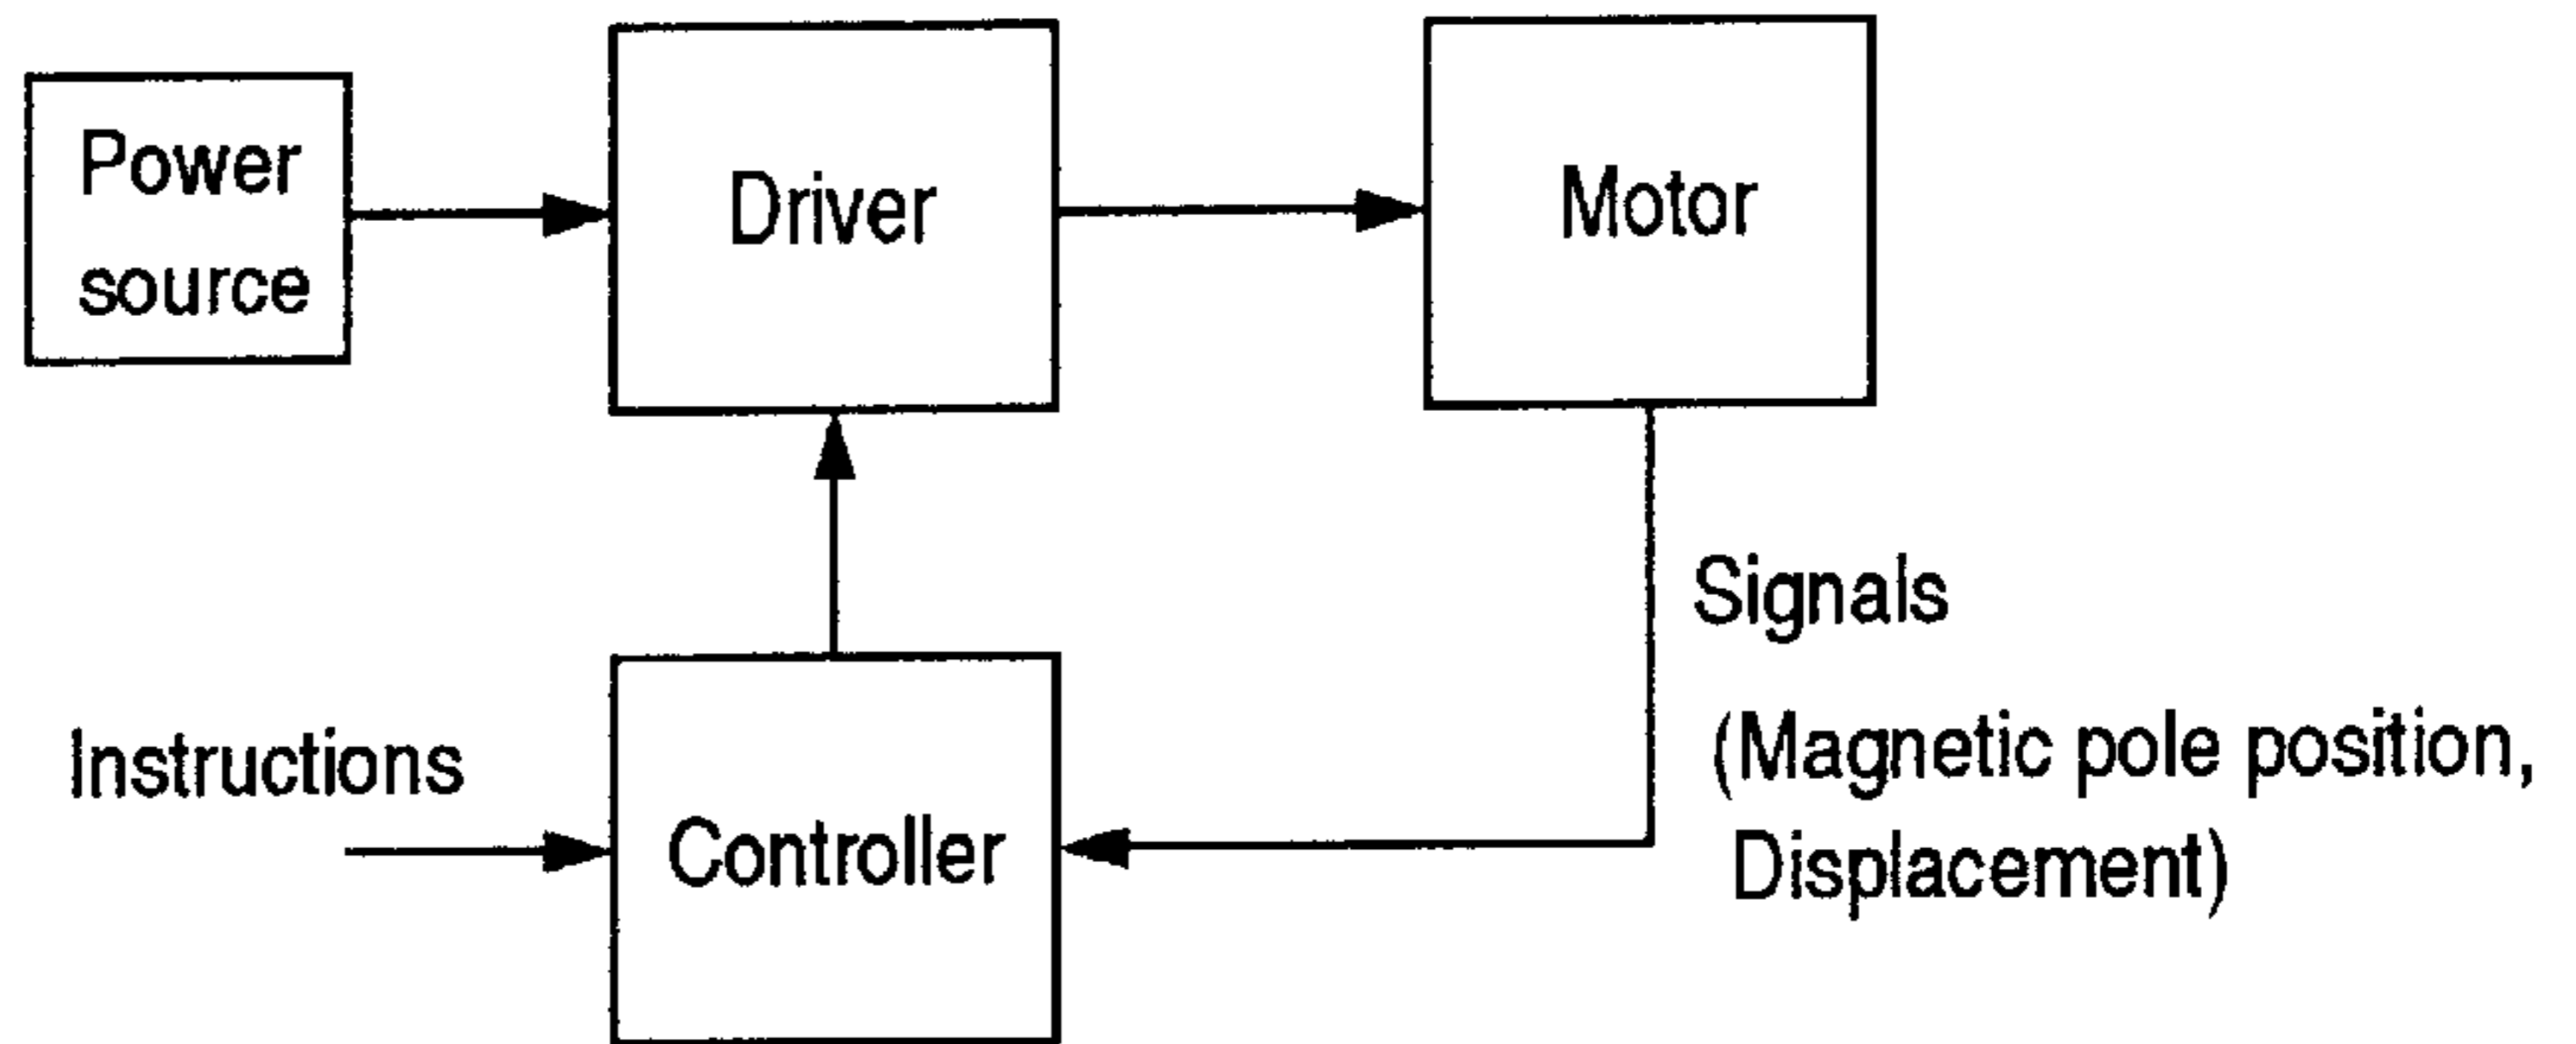 Power
source
Driver
Motor
Signals
(Magnetic pole position,
Displacement)
Instructions
Controller